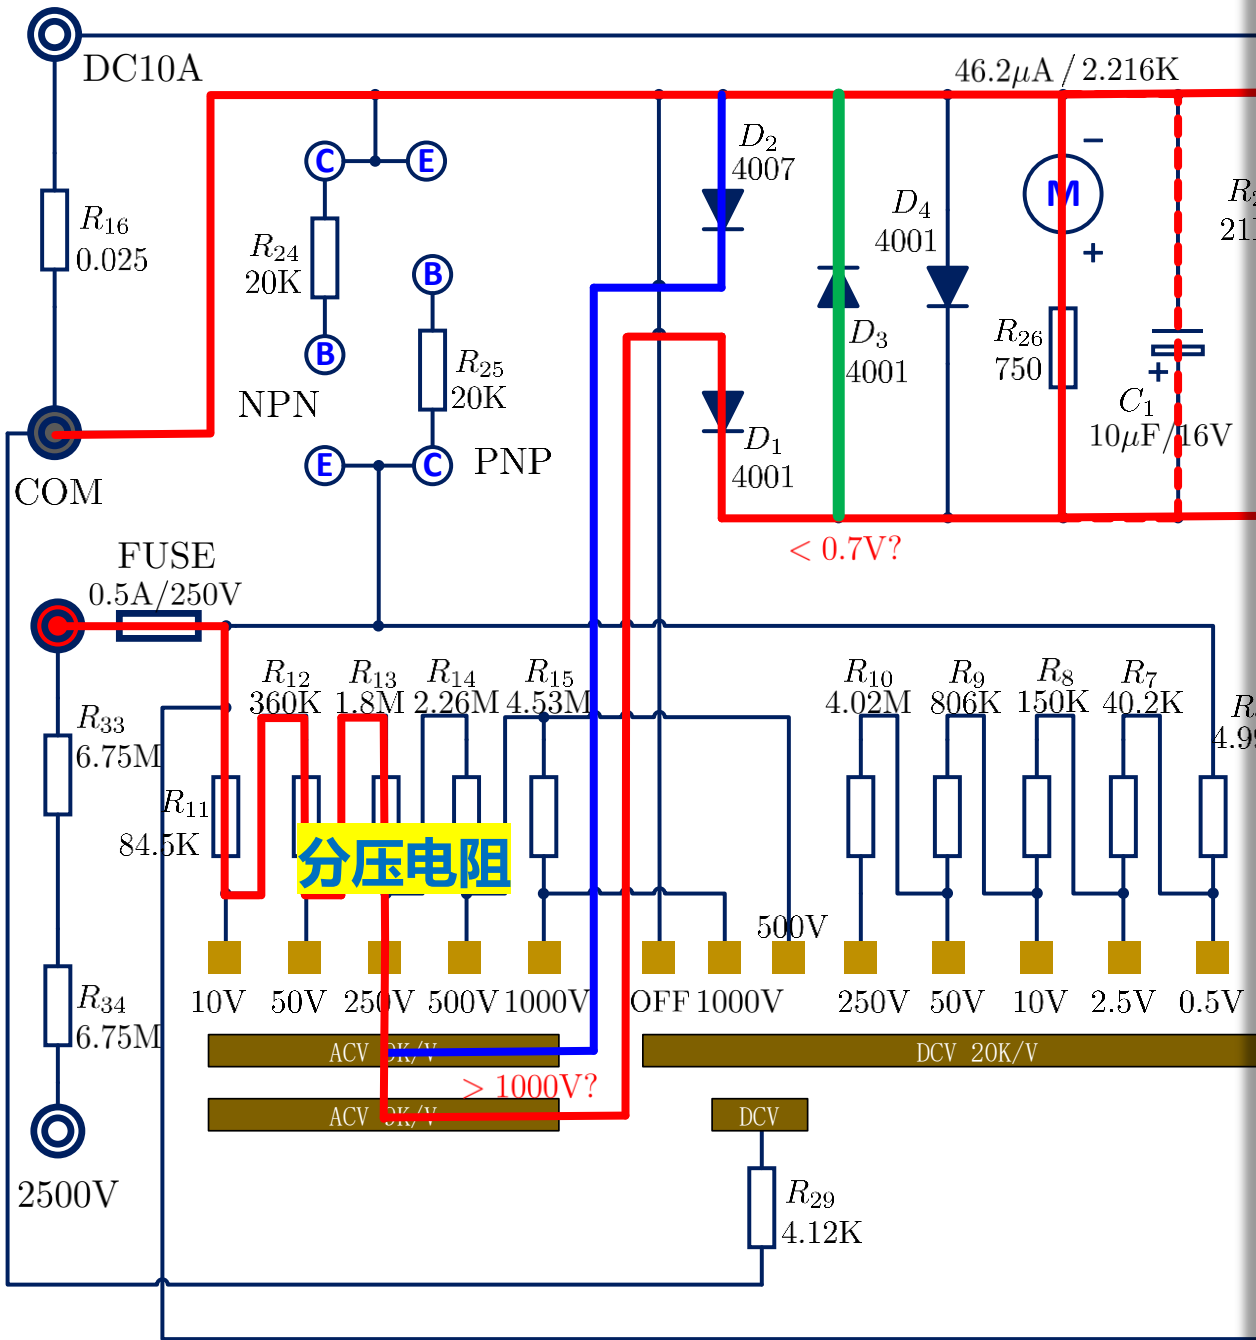 DC10A
46.2μA / 2.216K
D2
4007
C
E
R16
0.025
R24
20K
D4
4001
M
−
+
B
B
R26
750
D3
4001
R25
20K
NPN
C1
+
10μF/16V
D1
4001
E
C
PNP
COM
< 0.7V?
FUSE
0.5A/250V
R12
360K
R13
1.8M
R14
2.26M
R15
4.53M
R10
4.02M
R9
806K
R8
150K
R7
40.2K
R33
6.75M
R11
84.5K
分压电阻
500V
R34
6.75M
10V 50V 250V 500V 1000V OFF 1000V 250V 50V 10V 2.5V 0.5V
ACV 9K/V
DCV 20K/V
> 1000V?
ACV 9K/V
DCV
2500V
R29
4.12K